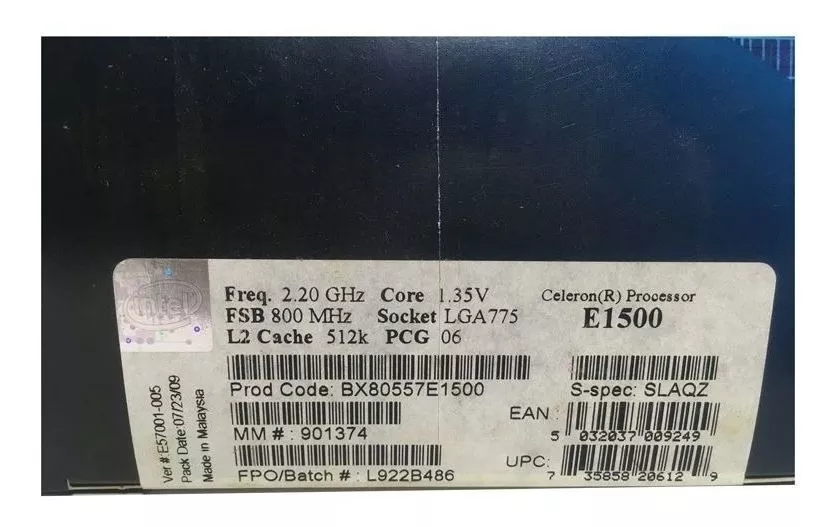 intel
Freq. 2.20 GHz Core 1.35V
FSB 800 MHz Socket LGA775
L2 Cache 512k PCG 06
Celeron(R) Processor
E1500
Prod Code: BX80557E1500
S-spec: SLAQZ
MM # : 901374
EAN :
5 032037 009249
FPO/Batch # : L922B486
UPC:
7 35858 20612 9
Ver #:E57001-005
Pack Date:07/23/09
Made in Malaysia